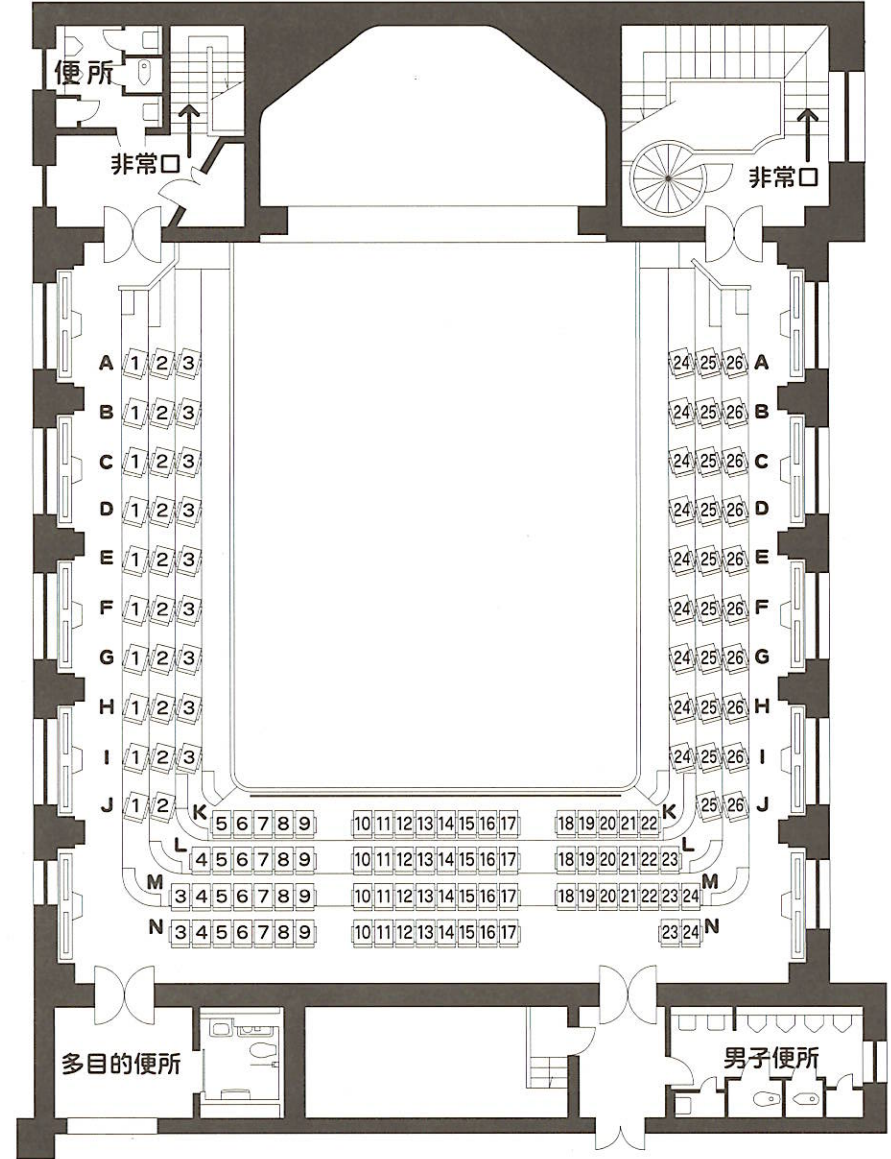 便所
非常口
非常口
A 1 2 3 24 25 26 A
B 1 2 3 24 25 26 B
C 1 2 3 24 25 26 C
D 1 2 3 24 25 26 D
E 1 2 3 24 25 26 E
F 1 2 3 24 25 26 F
G 1 2 3 24 25 26 G
H 1 2 3 24 25 26 H
I 1 2 3 24 25 26 I
J 1 2 25 26 J
K 5 6 7 8 9 10 11 12 13 14 15 16 17 18 19 20 21 22 K
L 4 5 6 7 8 9 10 11 12 13 14 15 16 17 18 19 20 21 22 23 L
M 3 4 5 6 7 8 9 10 11 12 13 14 15 16 17 18 19 20 21 22 23 24 M
N 3 4 5 6 7 8 9 10 11 12 13 14 15 16 17 23 24 N
多目的便所
男子便所